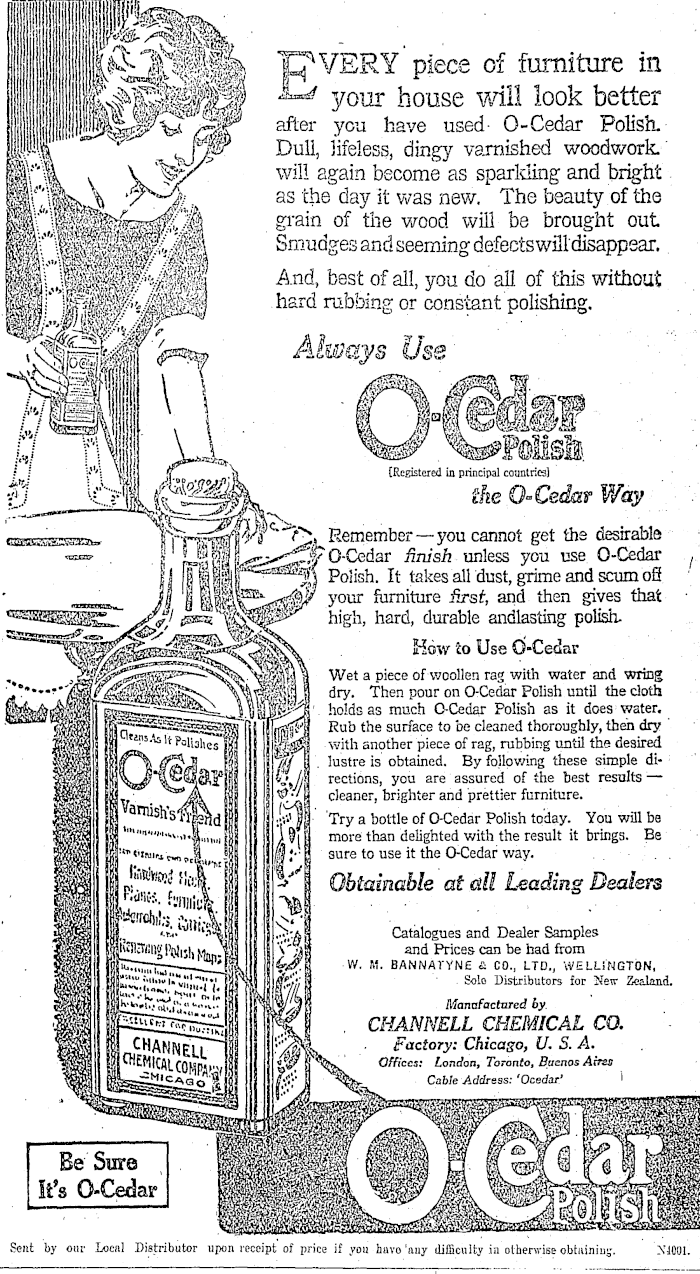 EVERY piece of furniture in
your house will look better
after you have used O-Cedar Polish.
Dull, lifeless, dingy varnished woodwork
will again become as sparkling and bright
as the day it was new. The beauty of the
grain of the wood will be brought out.
Smudges and seeming defects will disappear.
And, best of all, you do all of this without
hard rubbing or constant polishing.
Always Use
O-Cedar
Polish
(Registered in principal countries)
the O-Cedar Way
Remember — you cannot get the desirable
O-Cedar finish unless you use O-Cedar
Polish. It takes all dust, grime and scum off
your furniture first, and then gives that
high, hard, durable andlasting polish.
How to Use O-Cedar
Wet a piece of woollen rag with water and wring
dry. Then pour on O-Cedar Polish until the cloth
holds as much O-Cedar Polish as it does water.
Rub the surface to be cleaned thoroughly, then dry
with another piece of rag, rubbing until the desired
lustre is obtained. By following these simple di-
rections, you are assured of the best results —
cleaner, brighter and prettier furniture.
Try a bottle of O-Cedar Polish today. You will be
more than delighted with the result it brings. Be
sure to use it the O-Cedar way.
Obtainable at all Leading Dealers
Catalogues and Dealer Samples
and Prices can be had from
W. M. BANNATYNE & CO., LTD., WELLINGTON,
Sole Distributors for New Zealand.
Manufactured by
CHANNELL CHEMICAL CO.
Factory: Chicago, U. S. A.
Offices: London, Toronto, Buenos Aires
Cable Address: 'Ocedar'
Cleans As It Polishes
O-Cedar
Varnish's Friend
Hardwood
Pianos, Furniture
Automobils,
Renewing Polish Mops
EXCELLENT FOR DUSTING
CHANNELL
CHEMICAL COMPANY
CHICAGO
O-Cedar
Polish
Be Sure
It's O-Cedar
Sent by our Local Distributor upon receipt of price if you have any difficulty in otherwise obtaining. N4091.